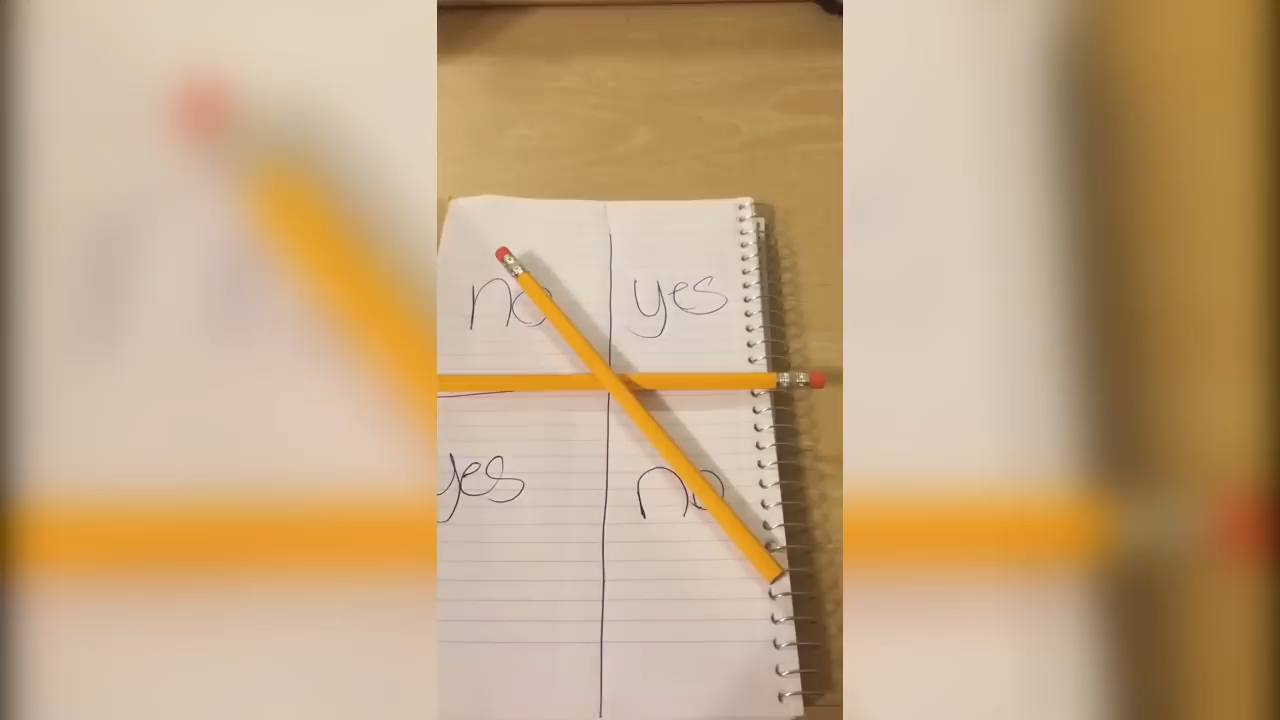 no yes
yes no